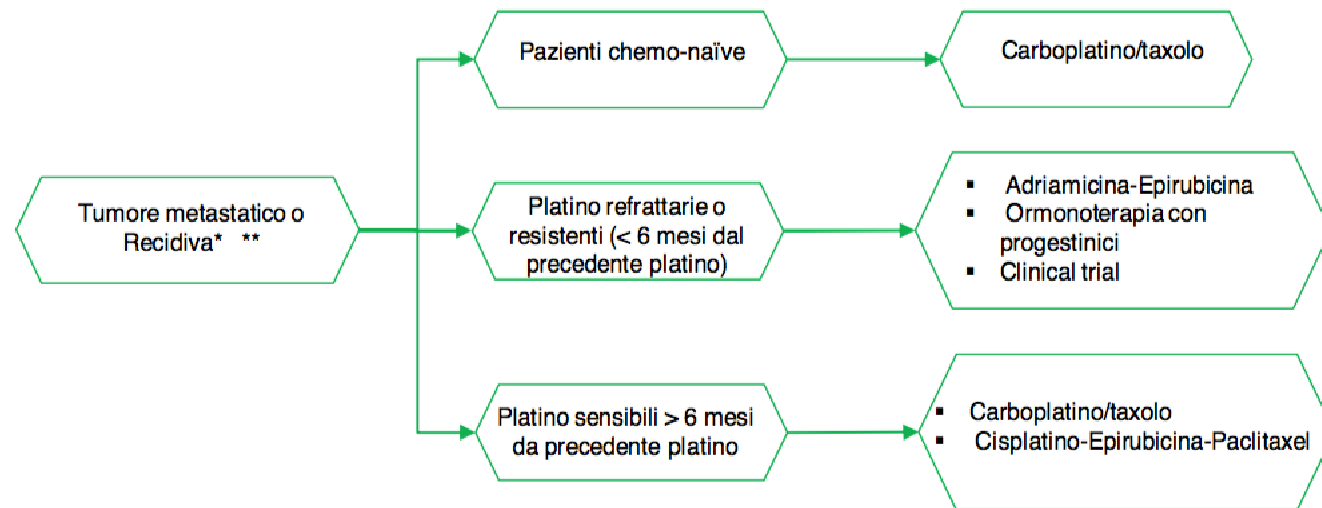 Pazienti chemo-naïve
Carboplatino/taxolo
Tumore metastatico o
Recidiva* **
Platino refrattarie o
resistenti (< 6 mesi dal
precedente platino)
▪ Adriamicina-Epirubicina
▪ Ormonoterapia con
progestinici
▪ Clinical trial
Platino sensibili > 6 mesi
da precedente platino
▪ Carboplatino/taxolo
▪ Cisplatino-Epirubicina-Paclitaxel